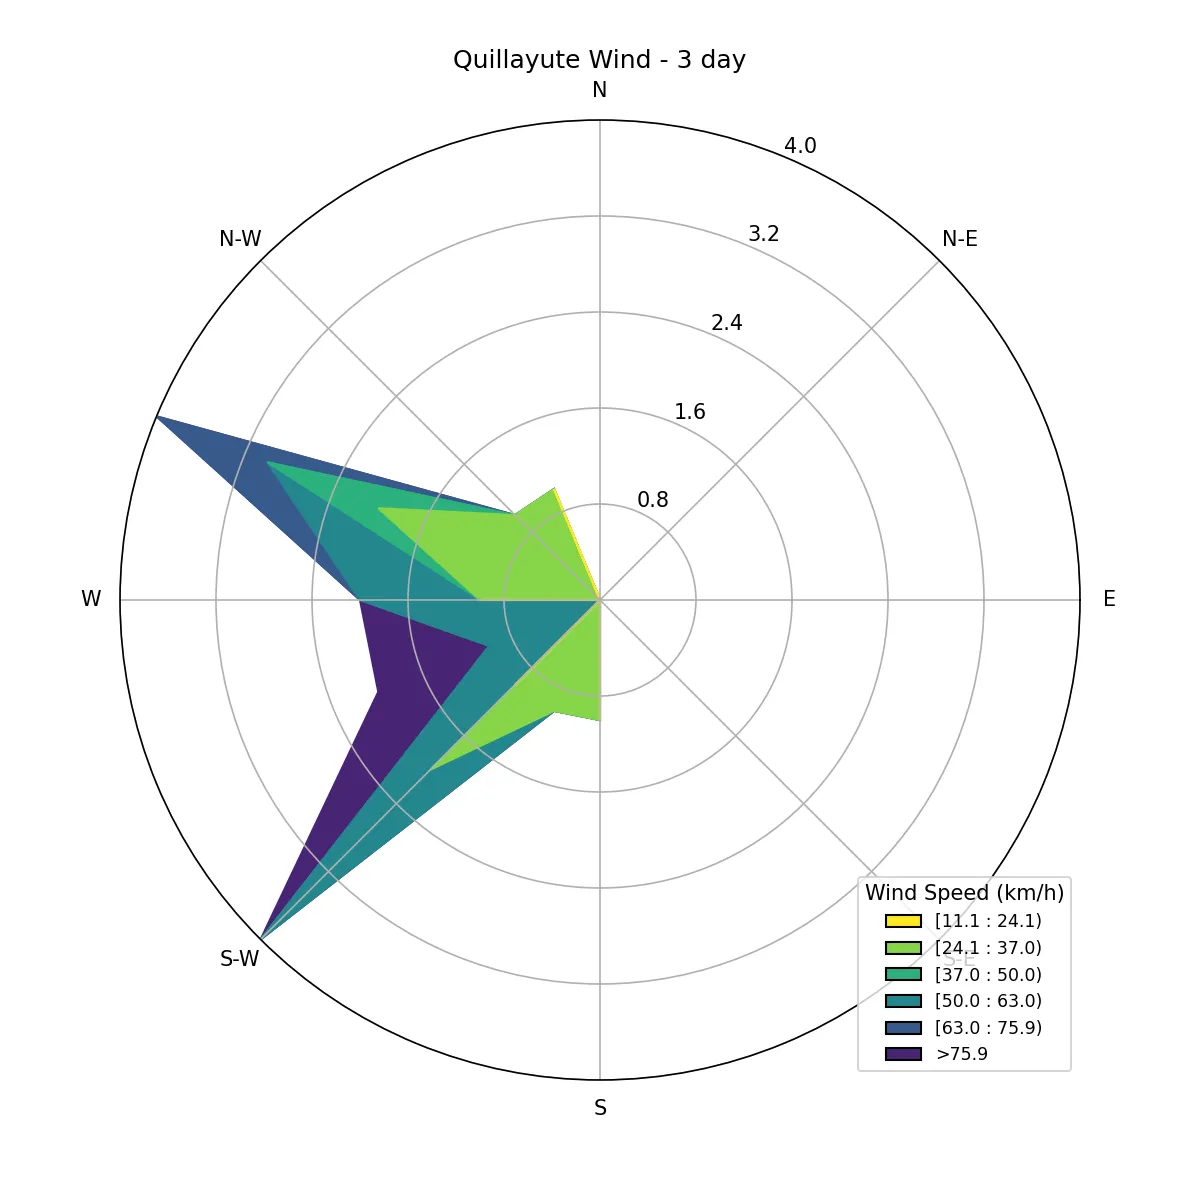 Quillayute Wind - 3 day
N
4.0
N-W
3.2
N-E
2.4
1.6
0.8
W
E
S-W
S-E
S
Wind Speed (km/h)
[11.1 : 24.1)
[24.1 : 37.0)
[37.0 : 50.0)
[50.0 : 63.0)
[63.0 : 75.9)
>75.9